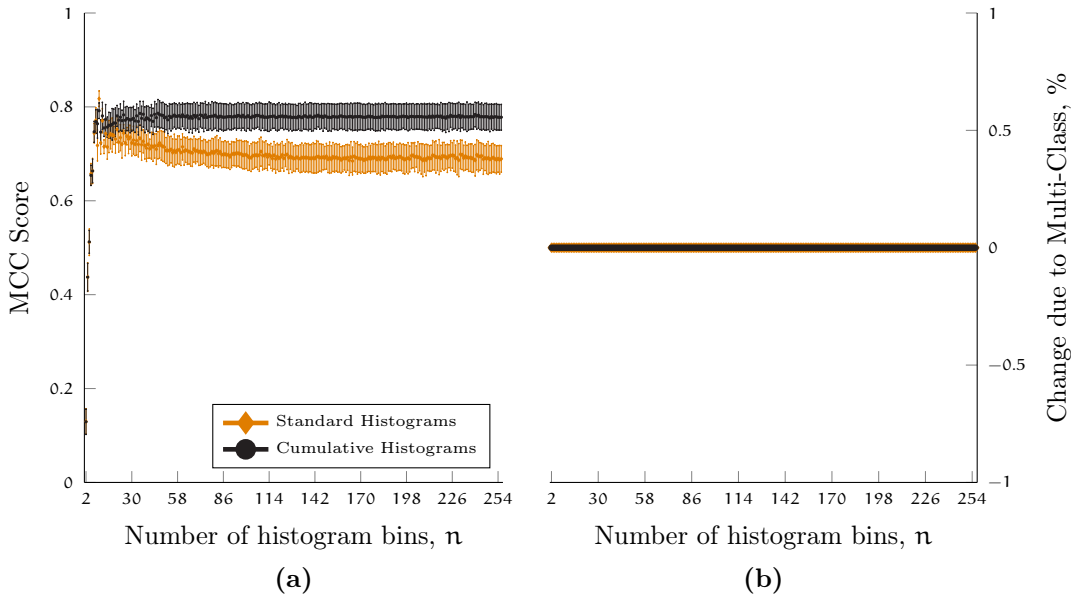 1
0.8
0.6
0.4
0.2
0
MCC Score
Standard Histograms
Cumulative Histograms
2 30 58 86 114 142 170 198 226 254
Number of histogram bins, n
(a)
1
0.5
0
−0.5
−1
Change due to Multi-Class, %
2 30 58 86 114 142 170 198 226 254
Number of histogram bins, n
(b)